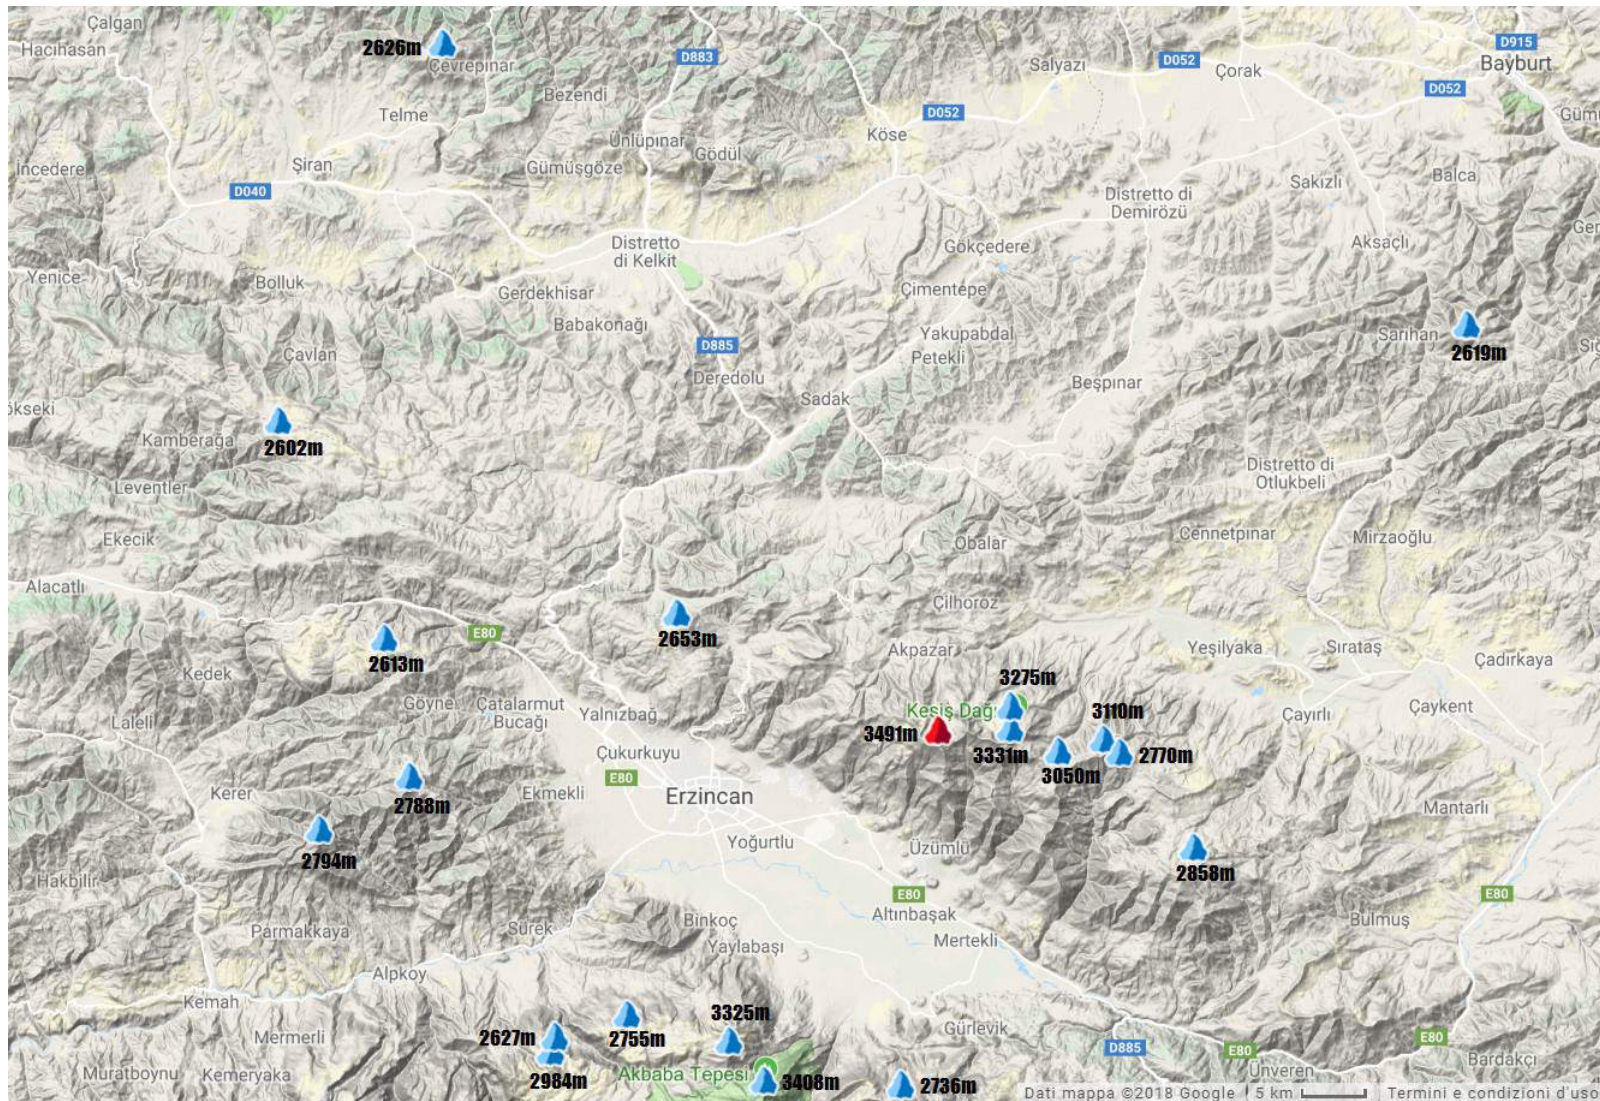 Çalgan
Hacıhasan
2626m
Çevrepınar
D883
Salyazı
D052
Çorak
D915
Bayburt
D052
Bezendi
Telme
D052
Ünlüpınar
Köse
Gödül
Gümüşgöze
Şiran
İncedere
D040
Balca
Sakızlı
Distretto di
Demirözü
Distretto
di Kelkit
Gökçedere
Aksaçlı
Yenice
Bolluk
Gerdekhisar
Çimentepe
Babakonağı
Yakupabdal
Sarıhan
2619m
D885
Petekli
Çavlan
Deredolu
Beşpınar
Sadak
ökseki
Kamberağa
2602m
Distretto di
Otlukbeli
Leventler
Ekecik
Obalar
Cennetpınar
Mirzaoğlu
Alacatlı
Çilhoroz
E80
2653m
2613m
Akpazar
Yeşilyaka
Sırataş
Çadırkaya
Kedek
3275m
Göyne
Çatalarmut
Bucağı
Yalnızbağ
Keşiş Dağı
3110m
Çayırlı
Çaykent
Laleli
3491m
3331m
3050m
2770m
Çukurkuyu
E80
2788m
Kerer
Ekmekli
Erzincan
Mantarlı
2794m
Yoğurtlu
Üzümlü
2858m
Hakbilir
E80
E80
Altınbaşak
Bulmuş
Parmakkaya
Sürek
Binkoç
Yaylabaşı
Mertekli
Alpkoy
Kemah
Mermerli
2627m
2755m
3325m
Gürlevik
E80
D885
E80
Bardakçı
Muratboynu
Kemeryaka
2984m
Akbaba Tepesi
3408m
2736m
Ünveren
Dati mappa ©2018 Google
5 km
Termini e condizioni d'uso